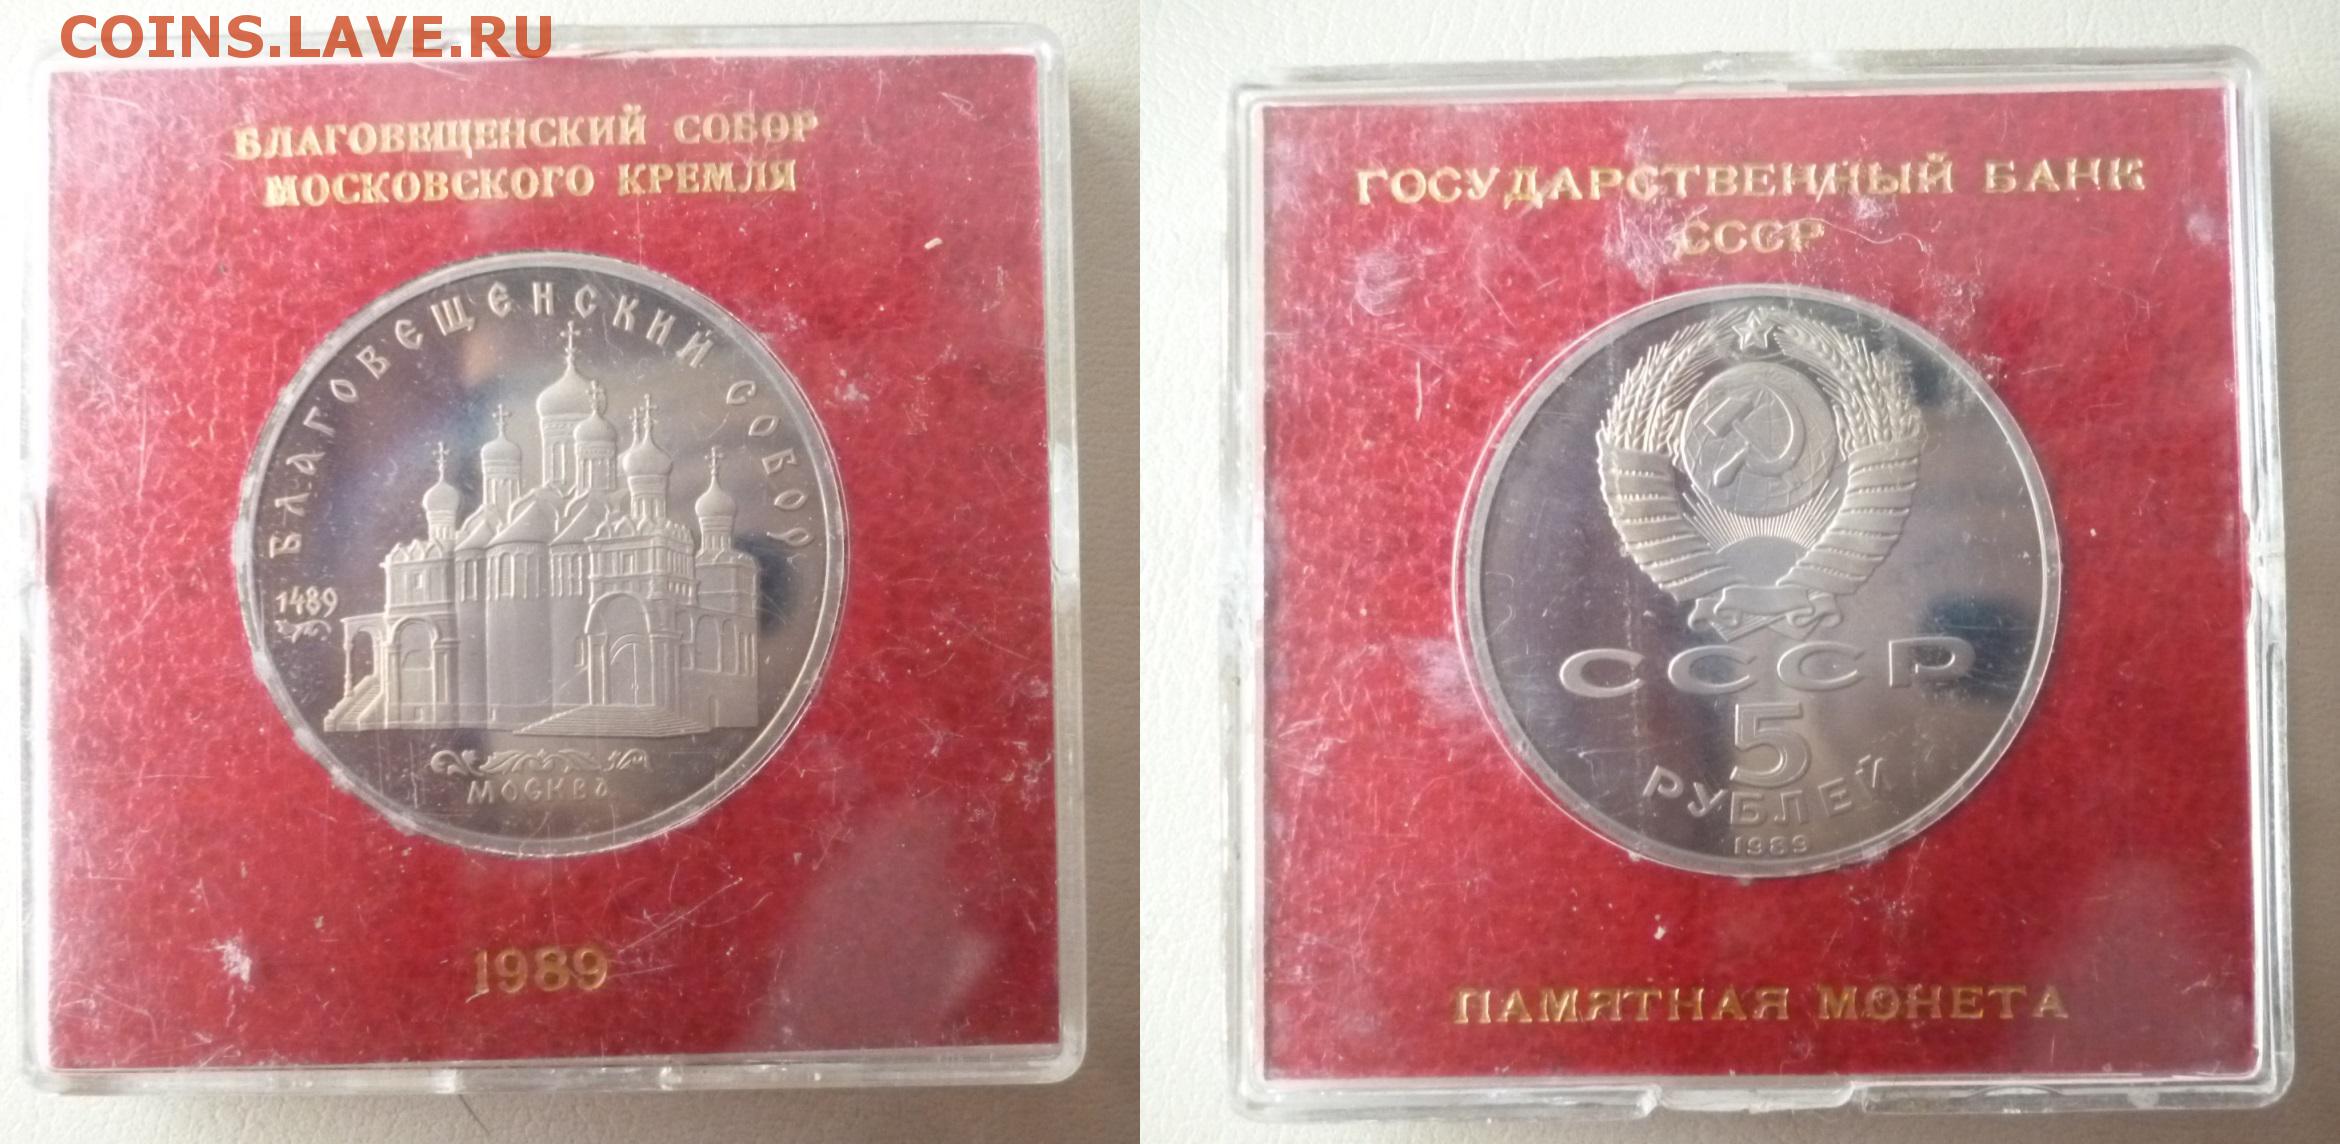 COINS.LAVE.RU
БЛАГОВЕЩЕНСКИЙ СОБОР
МОСКОВСКОГО КРЕМЛЯ
БЛАГОВЕЩЕНСКИЙ СОБОР
1489
МОСКВА
1989
ГОСУДАРСТВЕННЫЙ БАНК
СССР
СССР
5
РУБЛЕЙ
1989
ПАМЯТНАЯ МОНЕТА